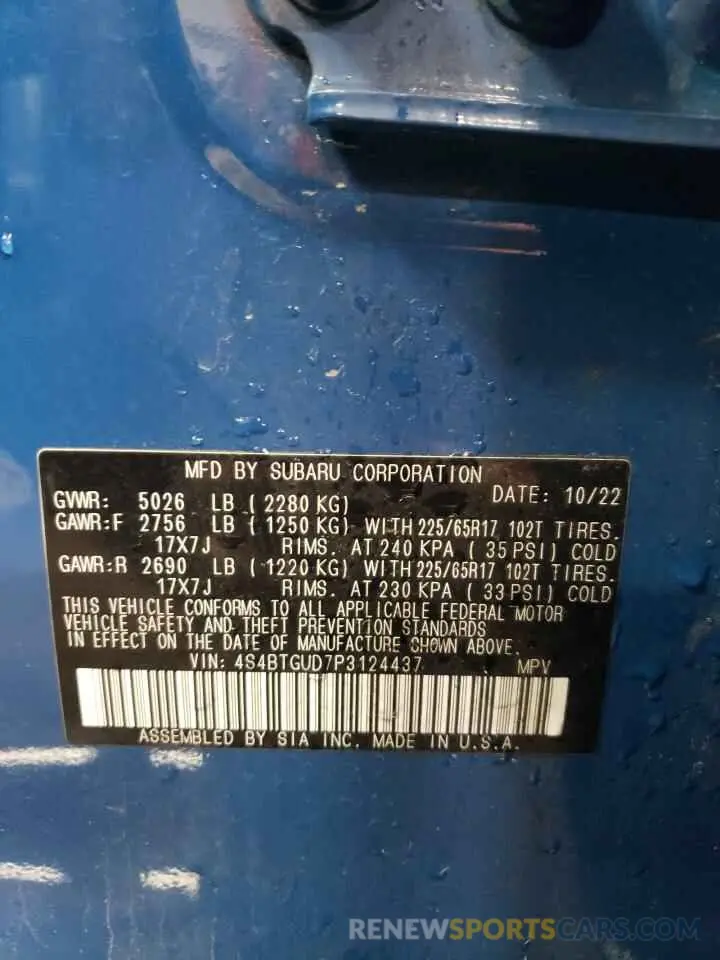 MFD BY SUBARU CORPORATION
DATE: 10/22
GVWR: 5026 LB ( 2280 KG)
GAWR:F 2756 LB ( 1250 KG) WITH 225/65R17 102T TIRES.
17X7J RIMS. AT 240 KPA ( 35 PSI) COLD
GAWR:R 2690 LB ( 1220 KG) WITH 225/65R17 102T TIRES.
17X7J RIMS. AT 230 KPA ( 33 PSI) COLD
THIS VEHICLE CONFORMS TO ALL APPLICABLE FEDERAL MOTOR
VEHICLE SAFETY AND THEFT PREVENTION STANDARDS
IN EFFECT ON THE DATE OF MANUFACTURE SHOWN ABOVE.
VIN: 4S4BTGUD7P3124437 MPV
ASSEMBLED BY SIA INC. MADE IN U.S.A.
RENEWSPORTSCARS.COM